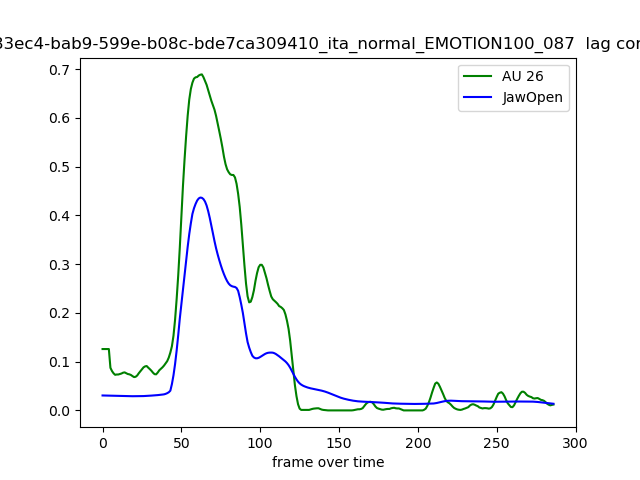 33ec4-bab9-599e-b08c-bde7ca309410_ita_normal_EMOTION100_087 lag cor
AU 26
JawOpen
0.7
0.6
0.5
0.4
0.3
0.2
0.1
0.0
0 50 100 150 200 250 300
frame over time